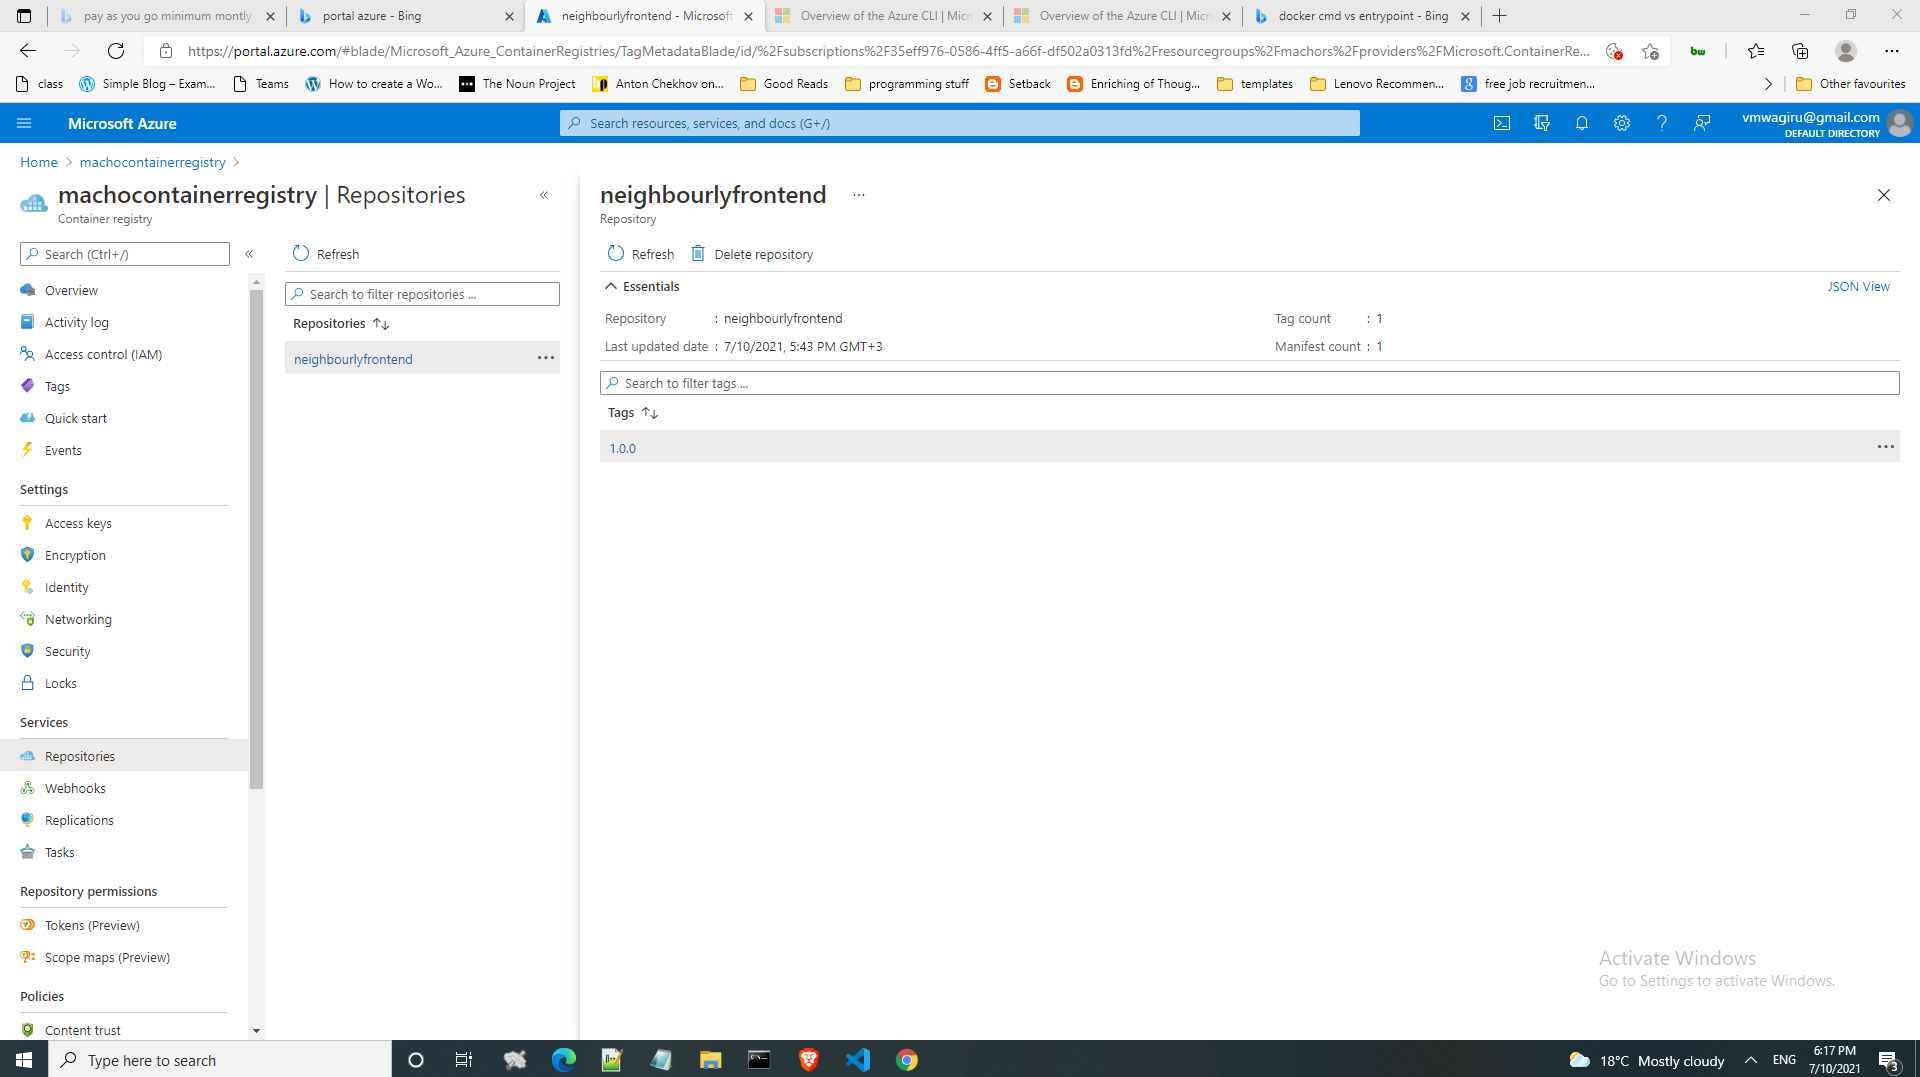 pay as you go minimum montly
portal azure - Bing
neighbourlyfrontend - Microsoft
Overview of the Azure CLI | Micr
Overview of the Azure CLI | Micr
docker cmd vs entrypoint - Bing
https://portal.azure.com/#blade/Microsoft_Azure_ContainerRegistries/TagMetadataBlade/id/%2Fsubscriptions%2F35eff976-0586-4ff5-a66f-df502a0313fd%2Fresourcegroups%2Fmachors%2Fproviders%2FMicrosoft.ContainerRe...
bw
class
Simple Blog – Exam...
Teams
How to create a Wo...
The Noun Project
Anton Chekhov on...
Good Reads
programming stuff
Setback
Enriching of Thoug...
templates
Lenovo Recommen...
free job recruitmen...
Other favourites
Microsoft Azure
Search resources, services, and docs (G+/)
vmwagiru@gmail.com
DEFAULT DIRECTORY
Home
machocontainerregistry
machocontainerregistry | Repositories
Container registry
Search (Ctrl+/)
Overview
Activity log
Access control (IAM)
Tags
Quick start
Events
Settings
Access keys
Encryption
Identity
Networking
Security
Locks
Services
Repositories
Webhooks
Replications
Tasks
Repository permissions
Tokens (Preview)
Scope maps (Preview)
Policies
Content trust
Refresh
Search to filter repositories ...
Repositories
neighbourlyfrontend
neighbourlyfrontend
Repository
Refresh
Delete repository
Essentials
JSON View
Repository : neighbourlyfrontend
Tag count : 1
Last updated date : 7/10/2021, 5:43 PM GMT+3
Manifest count : 1
Search to filter tags ...
Tags
1.0.0
Activate Windows
Go to Settings to activate Windows.
Type here to search
18°C Mostly cloudy
ENG
6:17 PM
7/10/2021
3